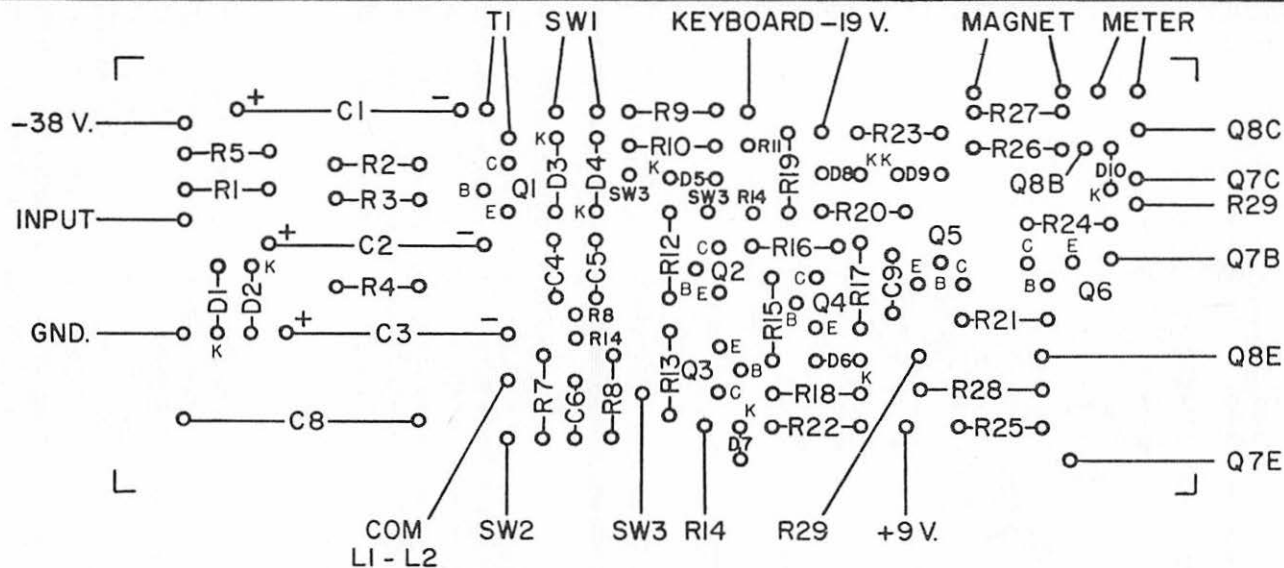 T1 SW1 KEYBOARD -19 V. MAGNET METER
-38 V. + C1 - R9 R27
K R10 R11 R23 Q8C
R5 R2 C Q1 D3 D4 K D5 R19 D8 K K D9 R26 Q8B D10 K Q7C
R1 R3 B E K SW3 SW3 R14 R20 R29
INPUT + C2 - R12 C R16 Q5 R24
C4 C5 Q2 C R17 C9 E C C E Q7B
D1 D2 K R4 B E R15 Q4 B B B Q6
K R8 E R21
GND. + C3 - R14 R13 E D6 K Q8E
R7 C6 R8 Q3 B C K R18 R28
C8 D7 R22 R25
Q7E
COM SW2 SW3 R14 R29 +9 V.
L1 - L2